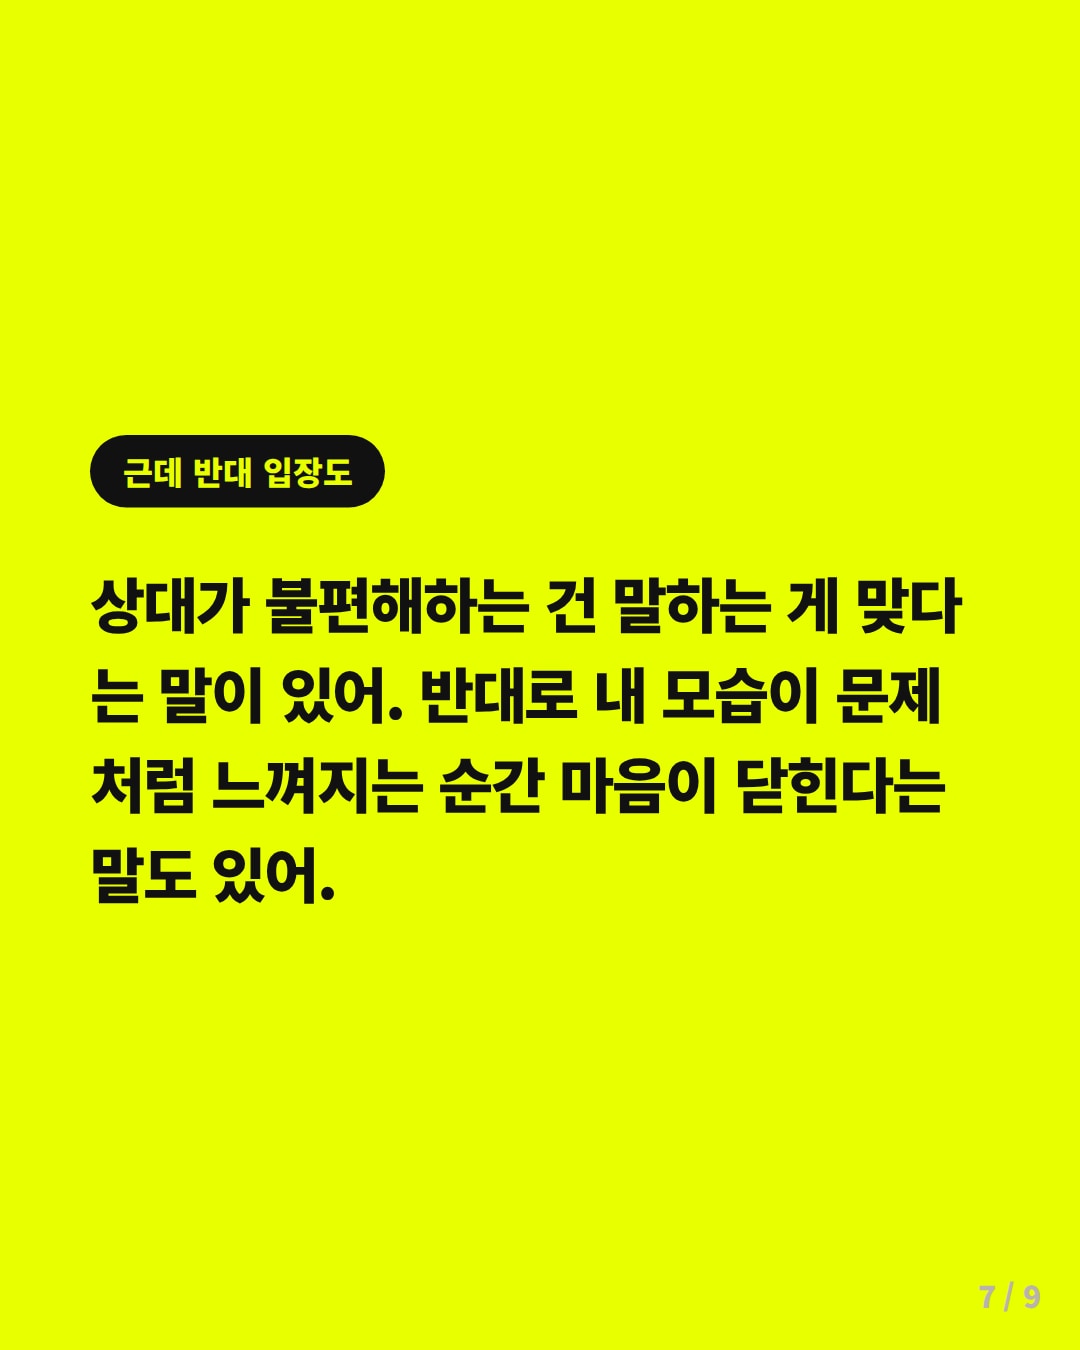 근데 반대 입장도
상대가 불편해하는 건 말하는 게 맞다
는 말이 있어. 반대로 내 모습이 문제
처럼 느껴지는 순간 마음이 닫힌다는
말도 있어.
7 / 9